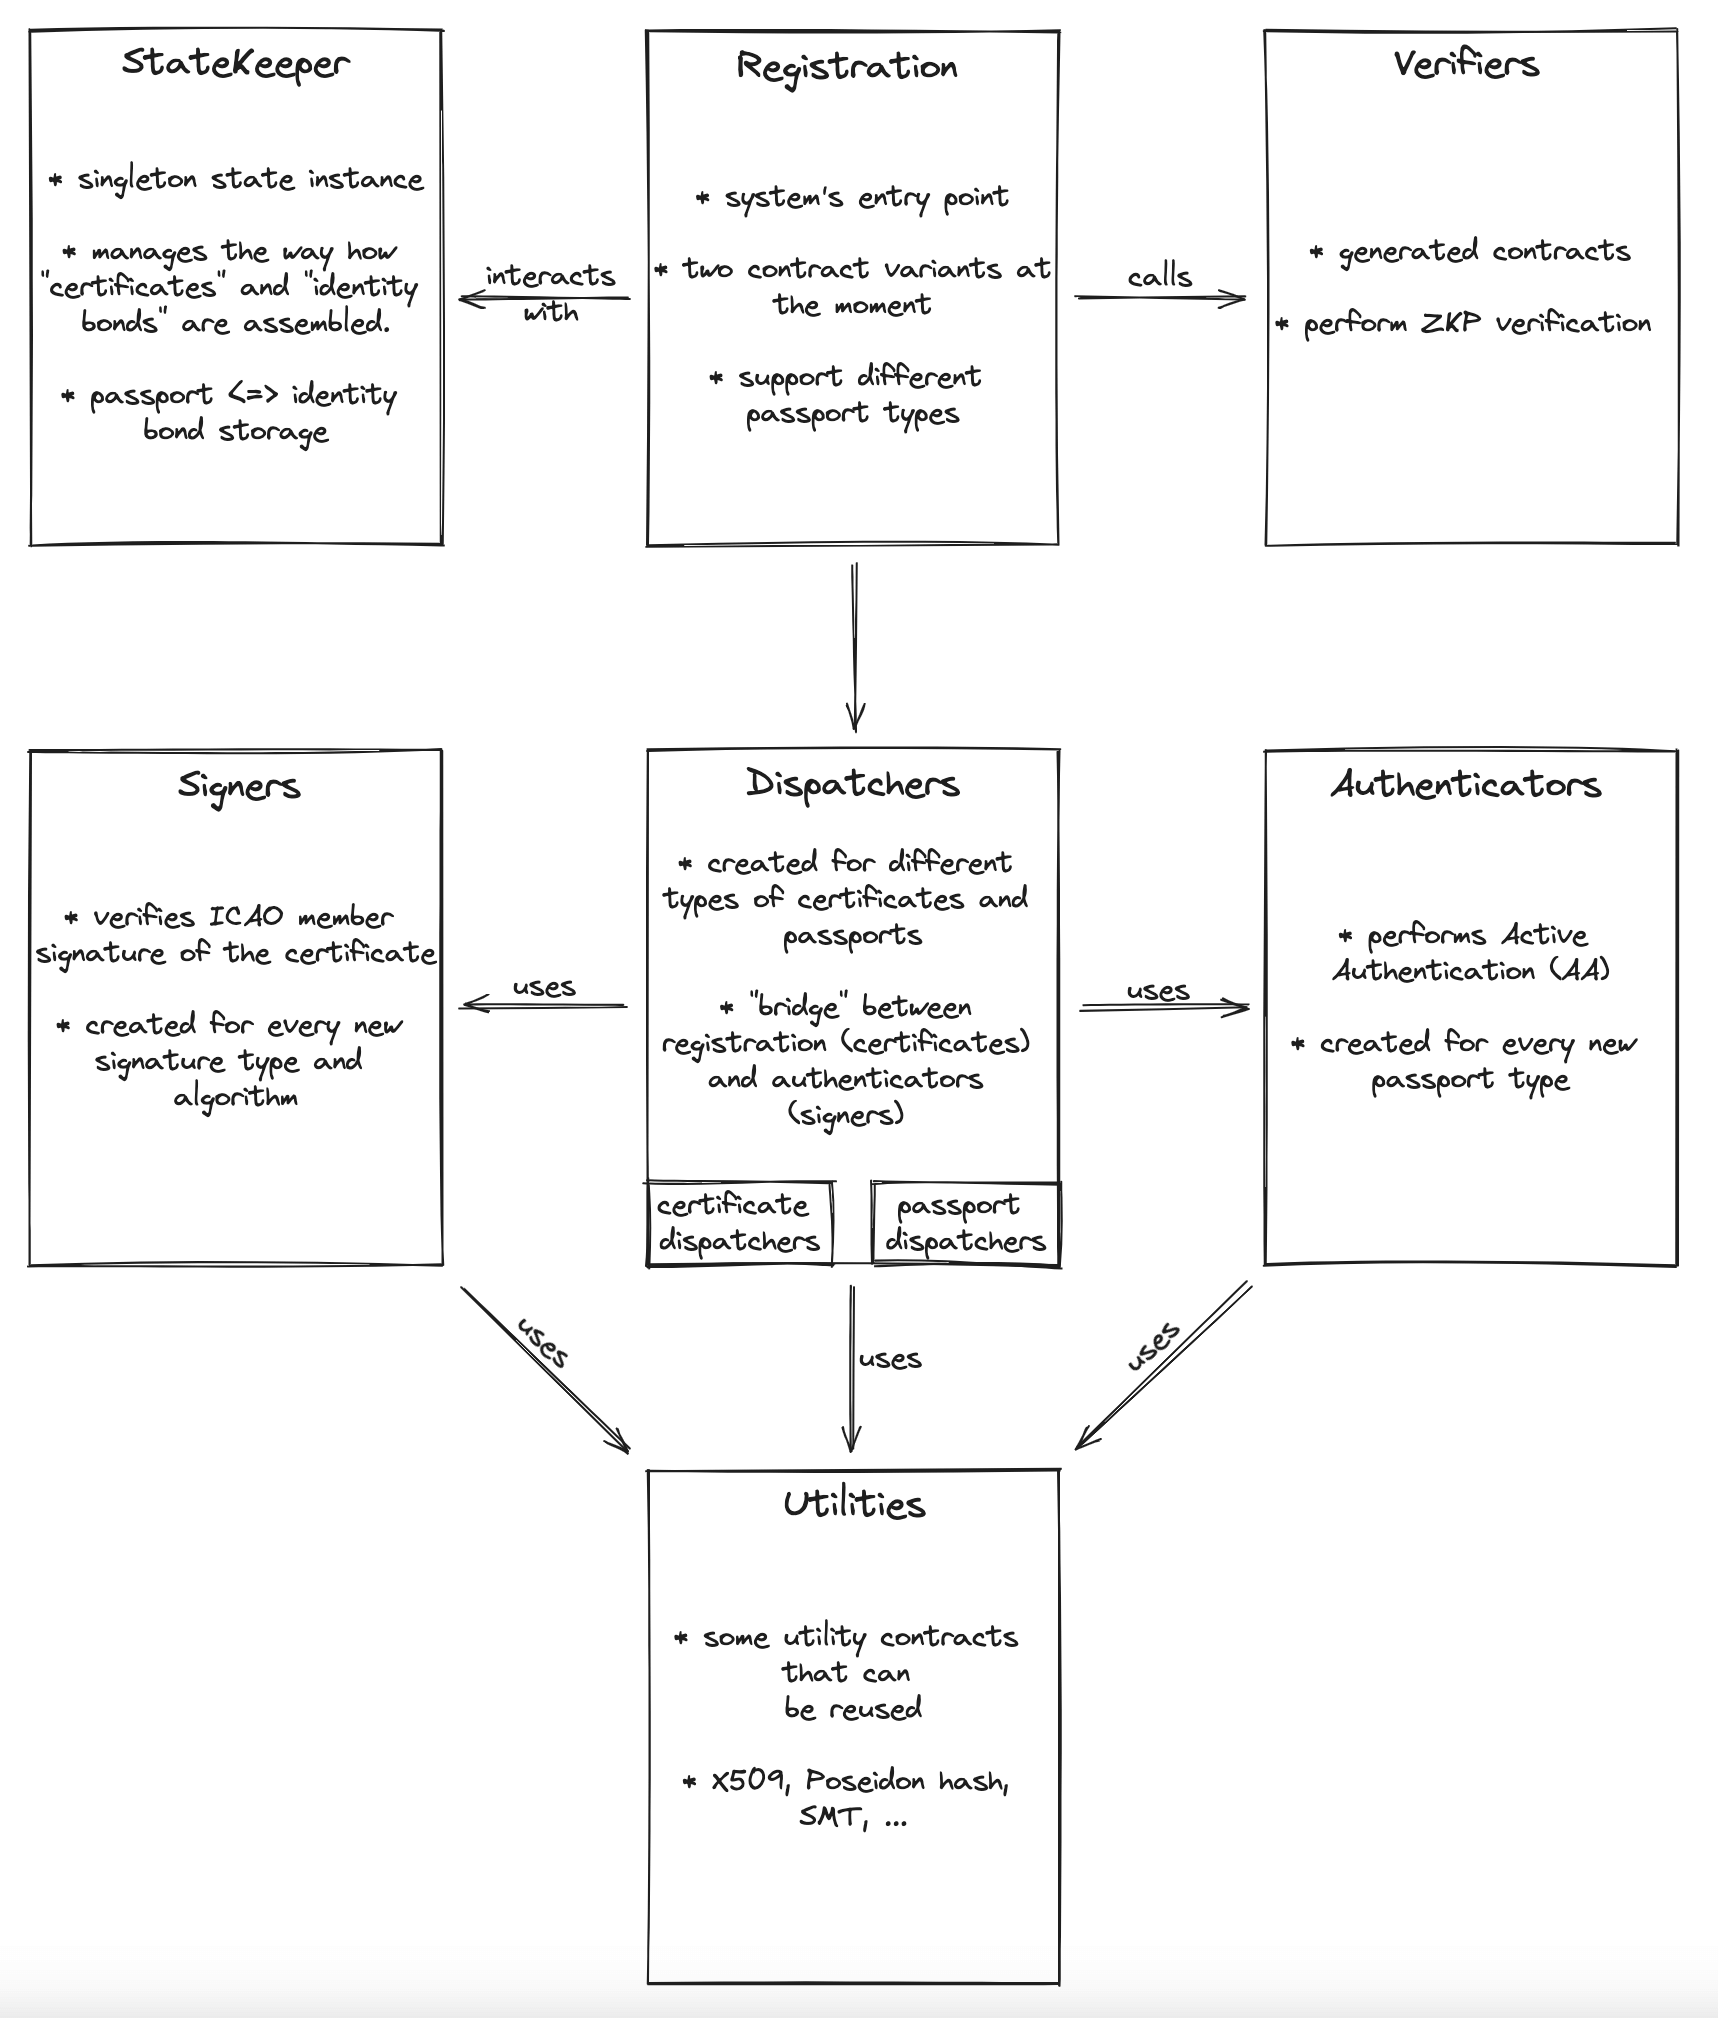 StateKeeper
* singleton state instance
* manages the way how
"certificates" and "identity
bonds" are assembled.
* passport <=> identity
bond storage
interacts
with
Registration
* system's entry point
* two contract variants at
the moment
* support different
passport types
calls
Verifiers
* generated contracts
* perform ZKP verification
Signers
* verifies ICAO member
signature of the certificate
* created for every new
signature type and
algorithm
uses
Dispatchers
* created for different
types of certificates and
passports
* "bridge" between
registration (certificates)
and authenticators
(signers)
certificate
dispatchers
passport
dispatchers
uses
Authenticators
* performs Active
Authentication (AA)
* created for every new
passport type
uses
uses
uses
Utilities
* some utility contracts
that can
be reused
* X509, Poseidon hash,
SMT, ...